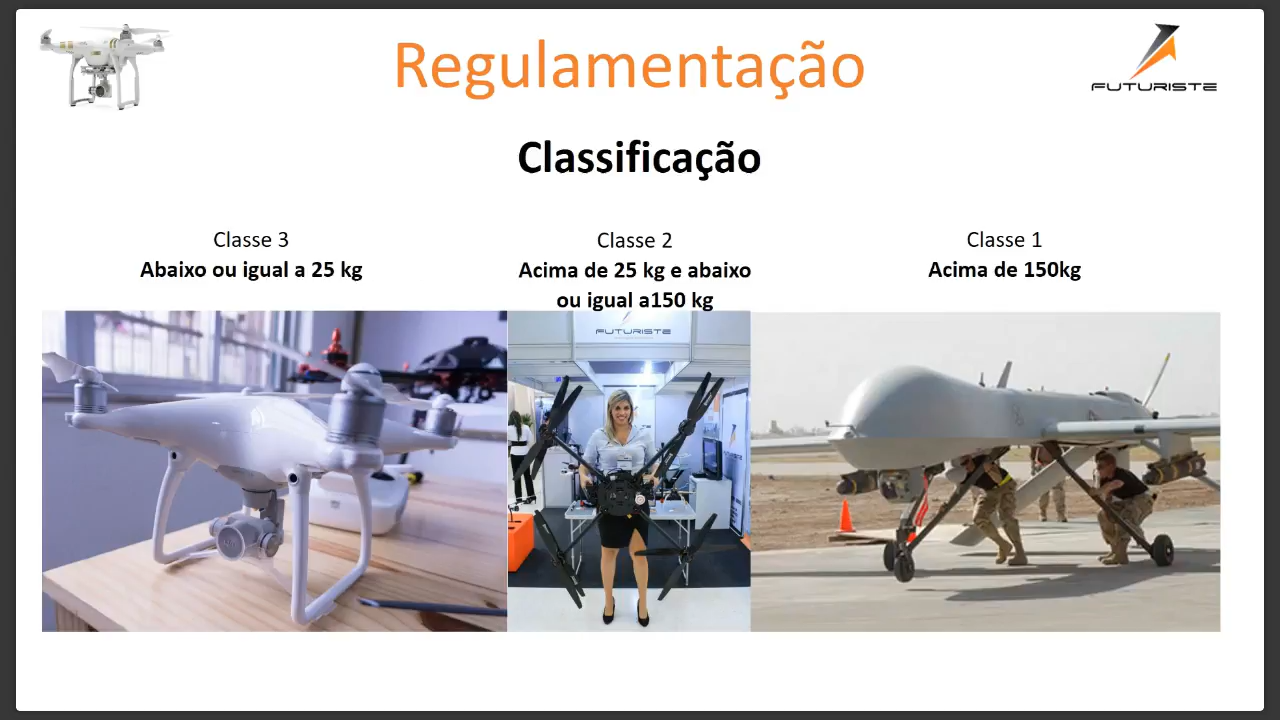 Regulamentação
FUTURISTE
Classificação
Classe 3
Abaixo ou igual a 25 kg
Classe 2
Acima de 25 kg e abaixo
ou igual a150 kg
Classe 1
Acima de 150kg
FUTURISTE